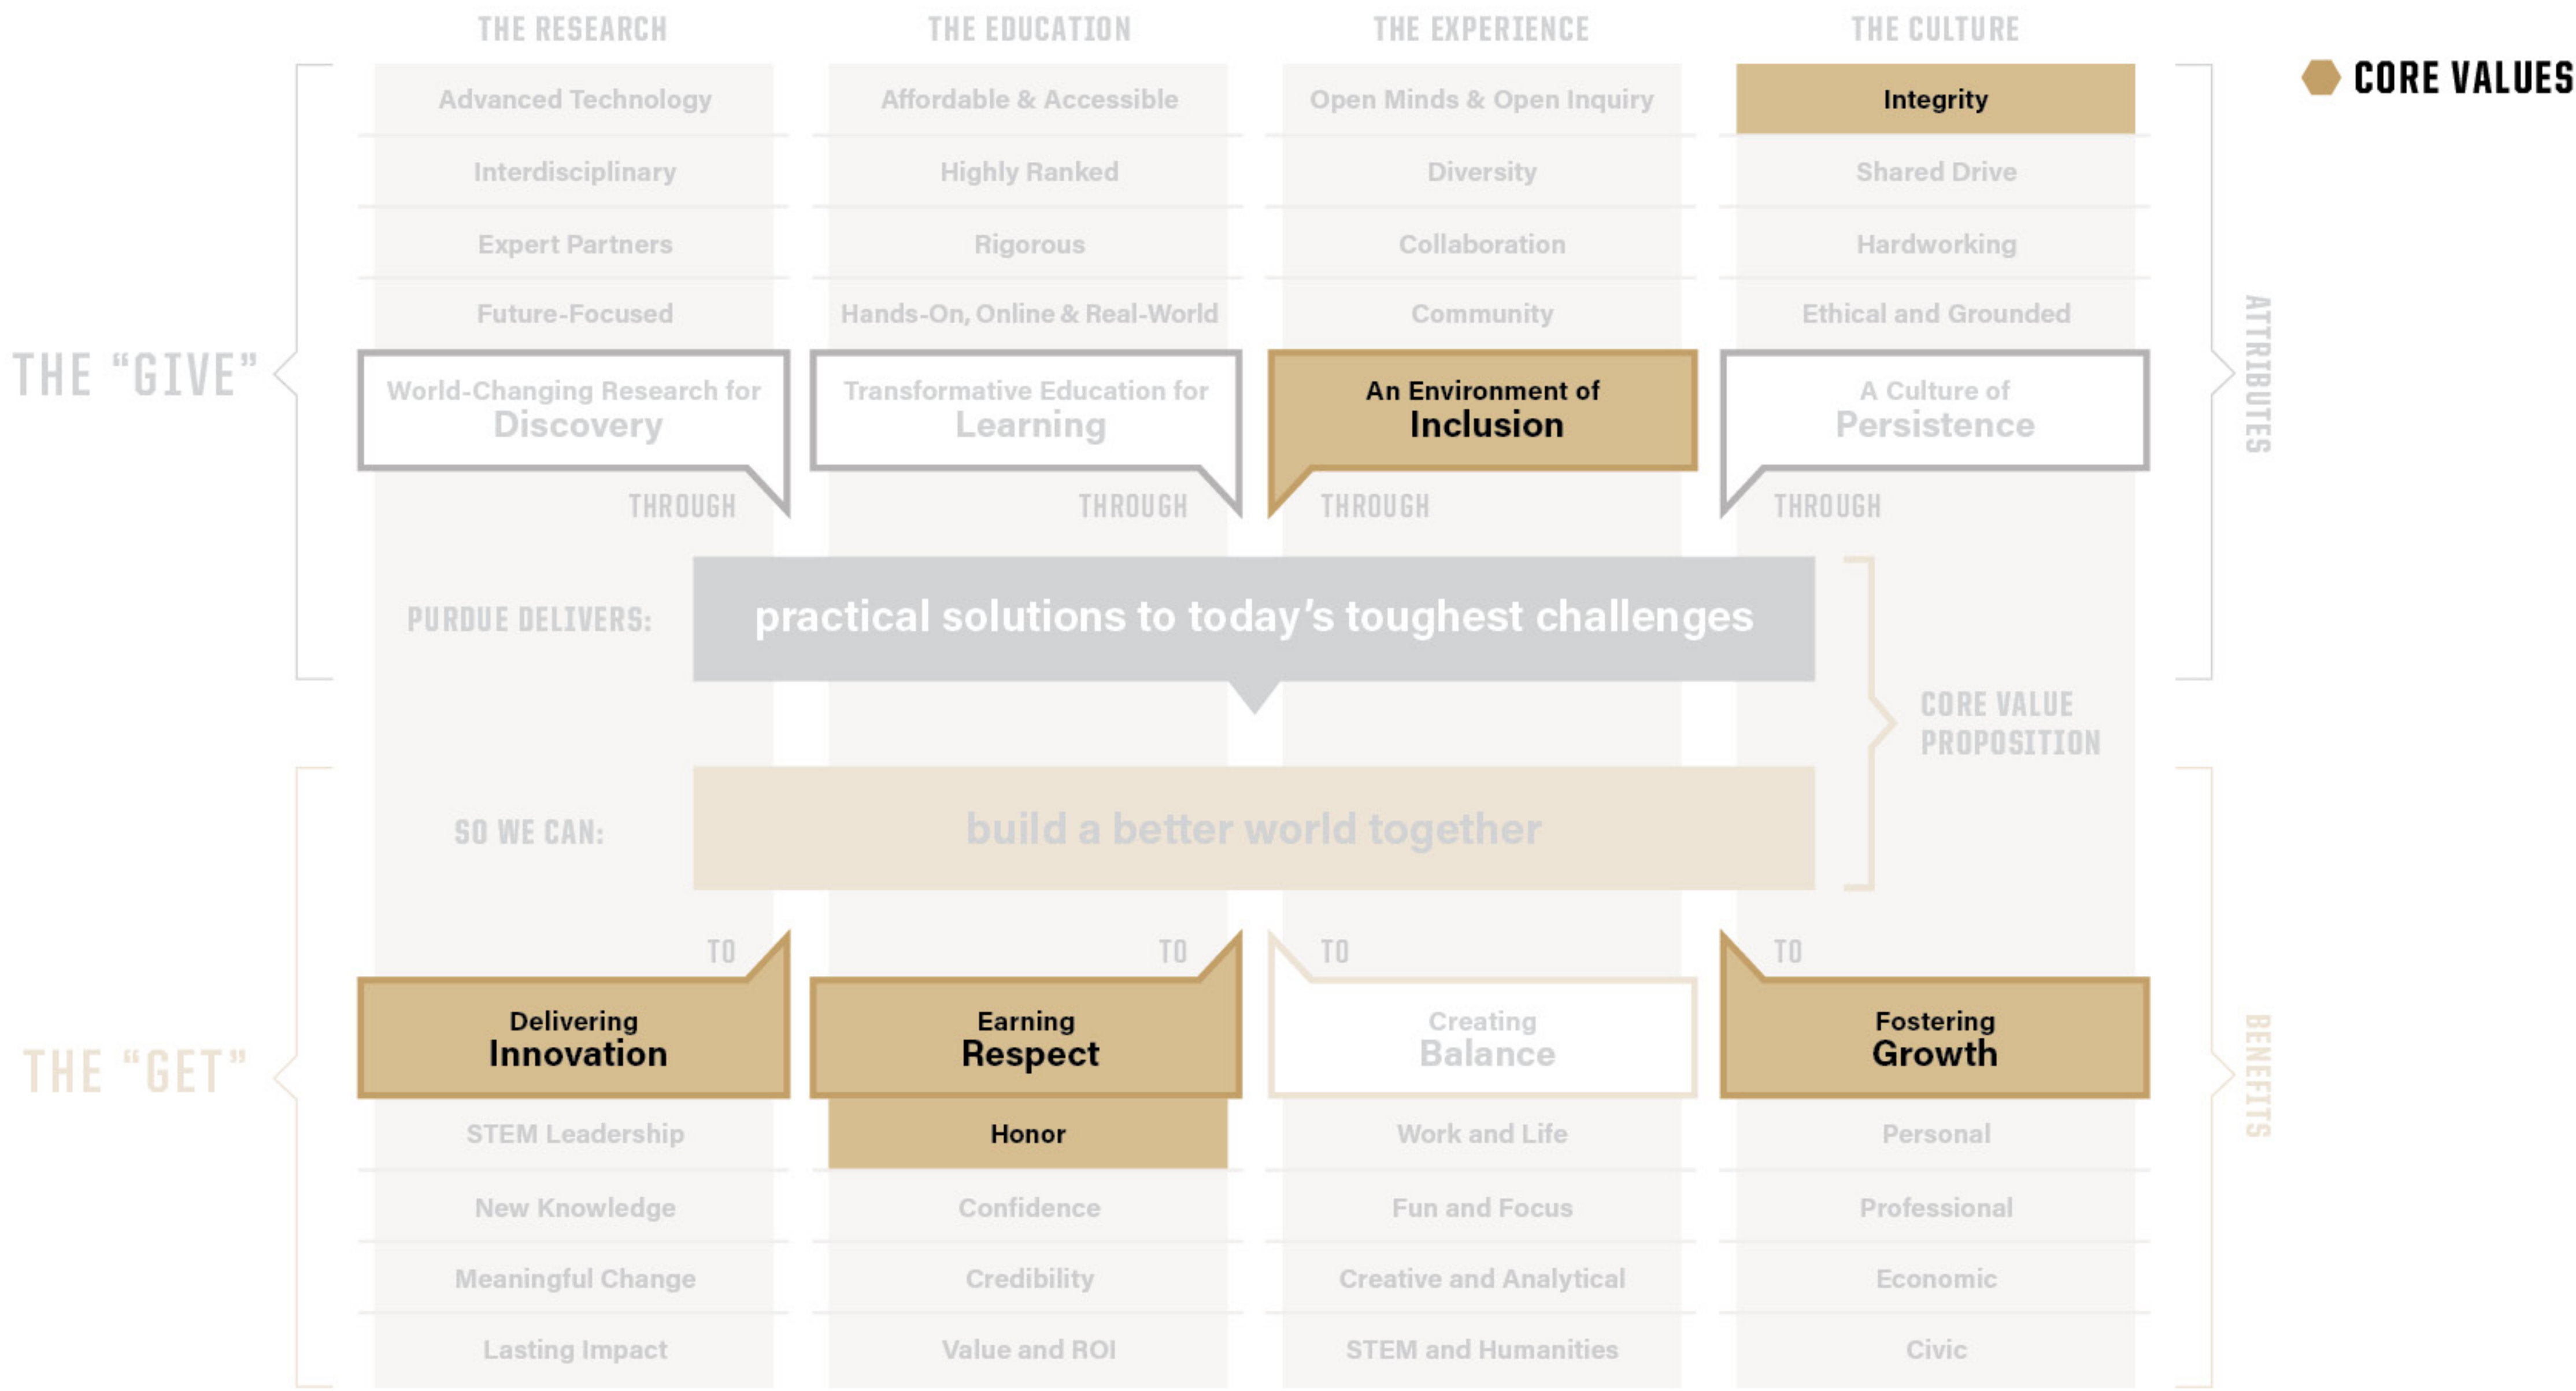 THE RESEARCH
THE EDUCATION
THE EXPERIENCE
THE CULTURE
CORE VALUES
Advanced Technology
Affordable & Accessible
Open Minds & Open Inquiry
Integrity
Interdisciplinary
Highly Ranked
Diversity
Shared Drive
Expert Partners
Rigorous
Collaboration
Hardworking
Future-Focused
Hands-On, Online & Real-World
Community
Ethical and Grounded
THE “GIVE”
ATTRIBUTES
World-Changing Research for
Discovery
Transformative Education for
Learning
An Environment of
Inclusion
A Culture of
Persistence
THROUGH
THROUGH
THROUGH
THROUGH
PURDUE DELIVERS:
practical solutions to today’s toughest challenges
CORE VALUE
PROPOSITION
SO WE CAN:
build a better world together
TO
TO
TO
TO
THE “GET”
BENEFITS
Delivering
Innovation
Earning
Respect
Creating
Balance
Fostering
Growth
STEM Leadership
Honor
Work and Life
Personal
New Knowledge
Confidence
Fun and Focus
Professional
Meaningful Change
Credibility
Creative and Analytical
Economic
Lasting Impact
Value and ROI
STEM and Humanities
Civic